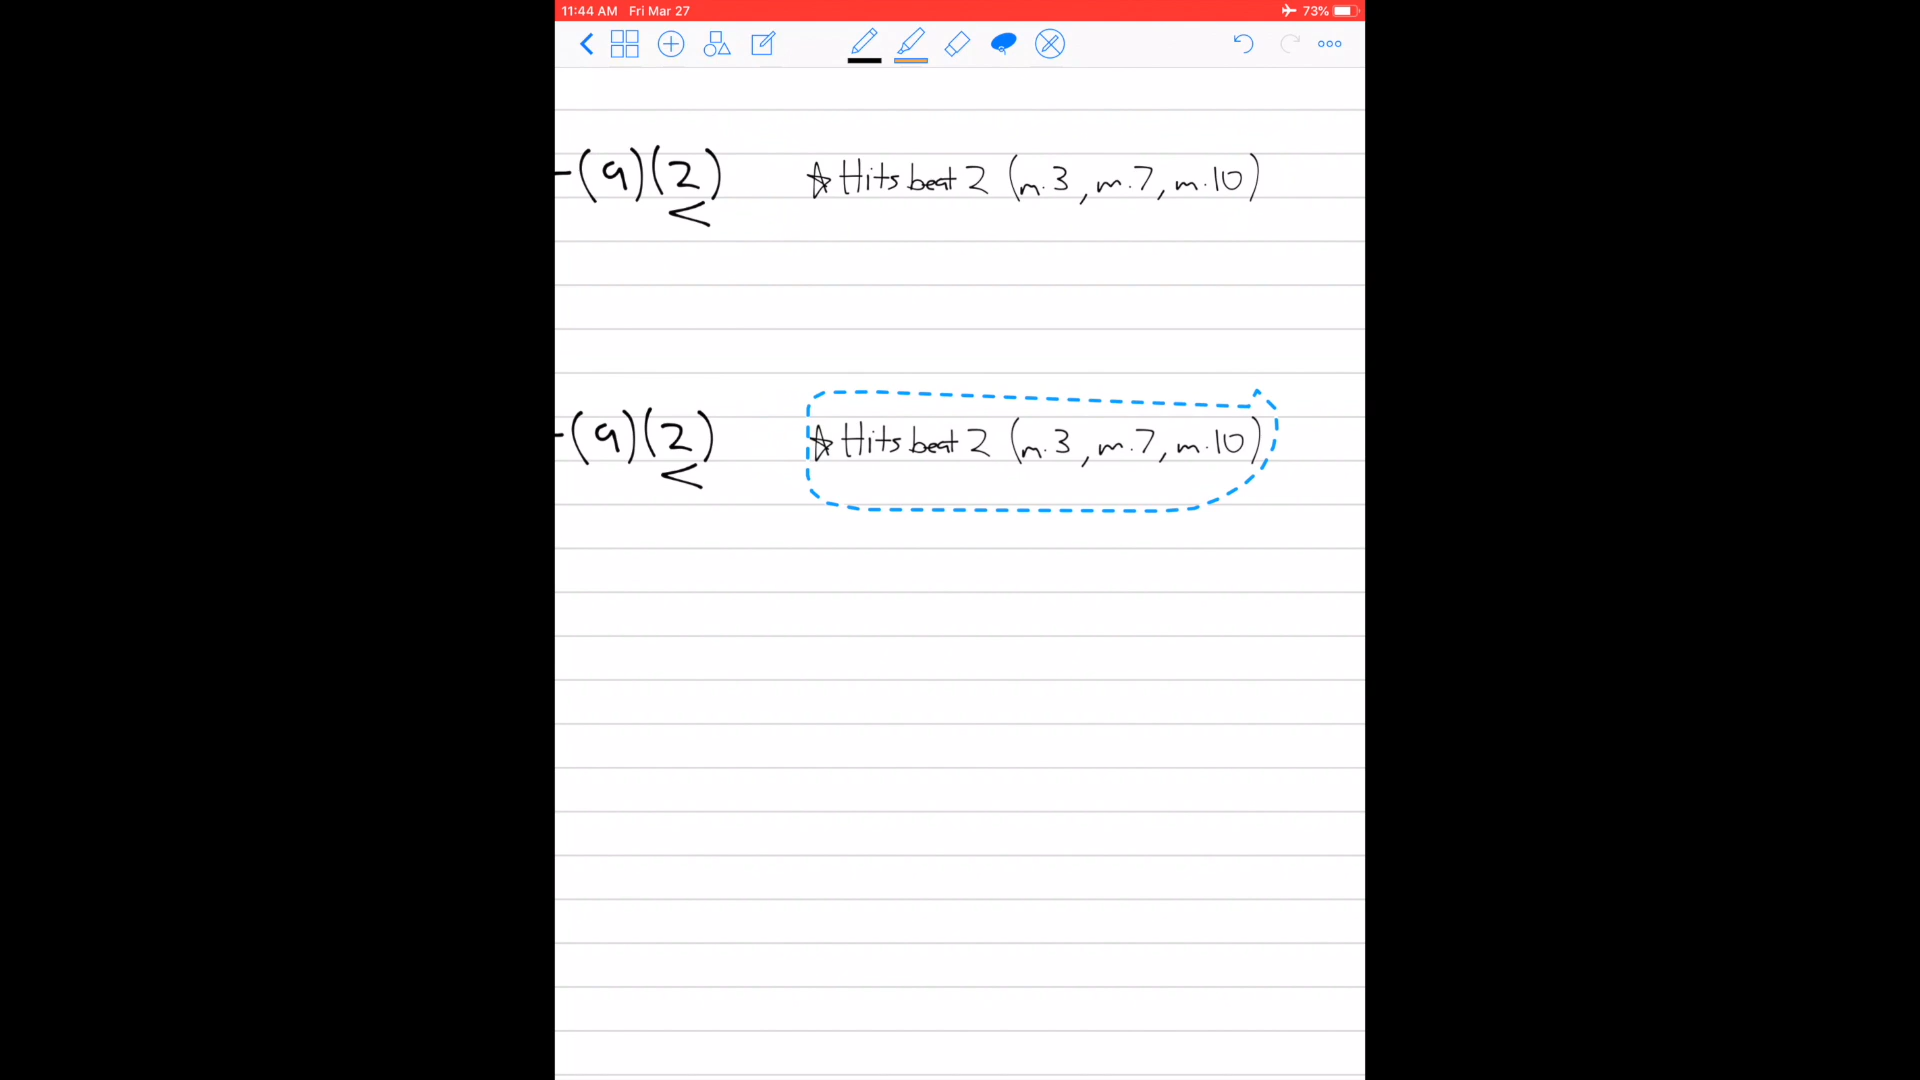 11:44 AM Fri Mar 27 73%
-(9)(2) ☆ Hits beat 2 (m.3, m.7, m.10)
<
-(9)(2) ☆ Hits beat 2 (m.3, m.7, m.10)
<